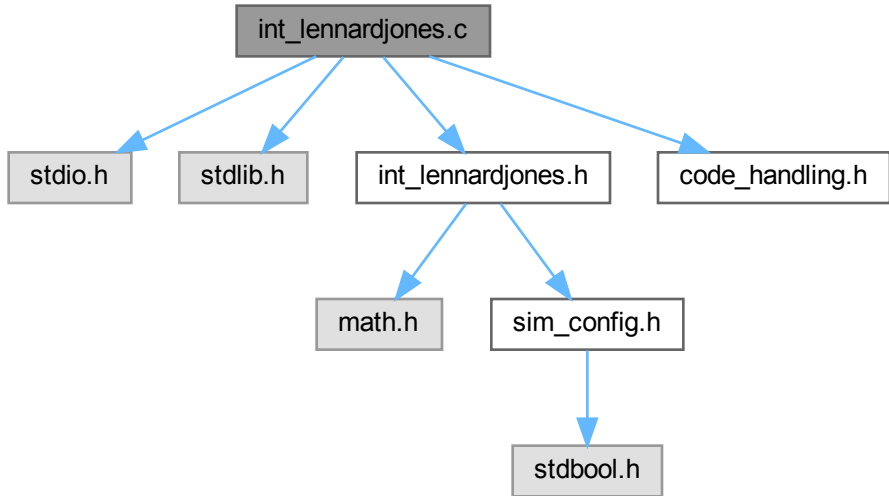 int_lennardjones.c
stdio.h
stdlib.h
int_lennardjones.h
code_handling.h
math.h
sim_config.h
stdbool.h